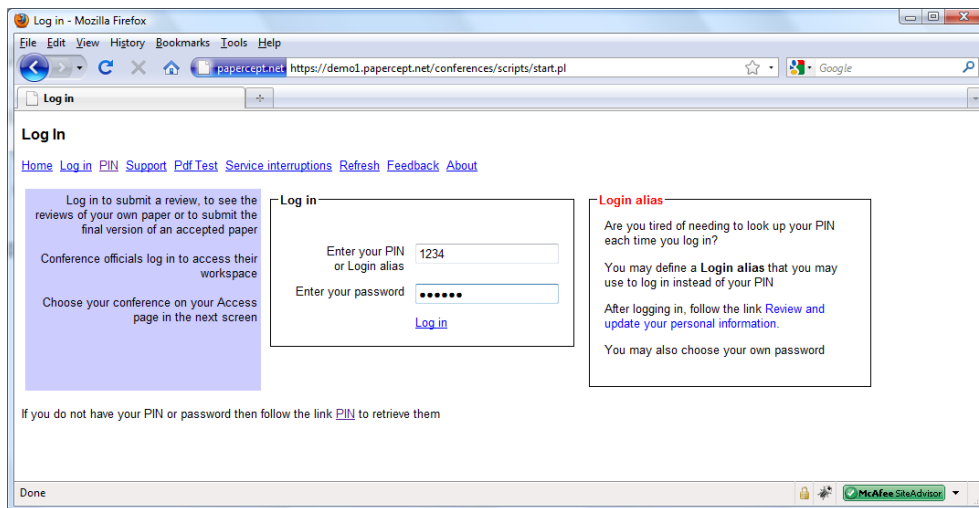 Log in - Mozilla Firefox
File Edit View History Bookmarks Tools Help
papercept.net https://demo1.papercept.net/conferences/scripts/start.pl
Google
Log in
Log In
Home Log in PIN Support Pdf Test Service interruptions Refresh Feedback About
Log in to submit a review, to see the
reviews of your own paper or to submit the
final version of an accepted paper
Conference officials log in to access their
workspace
Choose your conference on your Access
page in the next screen
Log in
Enter your PIN
or Login alias
1234
Enter your password
••••••
Log in
Login alias
Are you tired of needing to look up your PIN
each time you log in?
You may define a Login alias that you may
use to log in instead of your PIN
After logging in, follow the link Review and
update your personal information.
You may also choose your own password
If you do not have your PIN or password then follow the link PIN to retrieve them
Done
McAfee SiteAdvisor